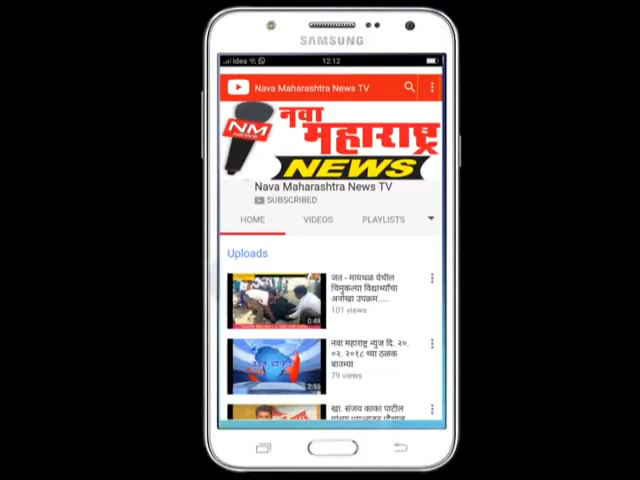 SAMSUNG
Idea
12:12
Nava Maharashtra News TV
NM
NEWS
नवा
महाराष्ट्र
NEWS
Nava Maharashtra News TV
SUBSCRIBED
HOME VIDEOS PLAYLISTS
Uploads
जत - मायथळ येथील
चिमुकल्या विद्यार्थ्यांचा
अनोखा उपक्रम.....
101 views
0:48
नवा महाराष्ट्र न्युज दि. २०.
०२. २०१८ च्या ठळक
बातम्या
79 views
2:55
खा. संजय काका पाटील